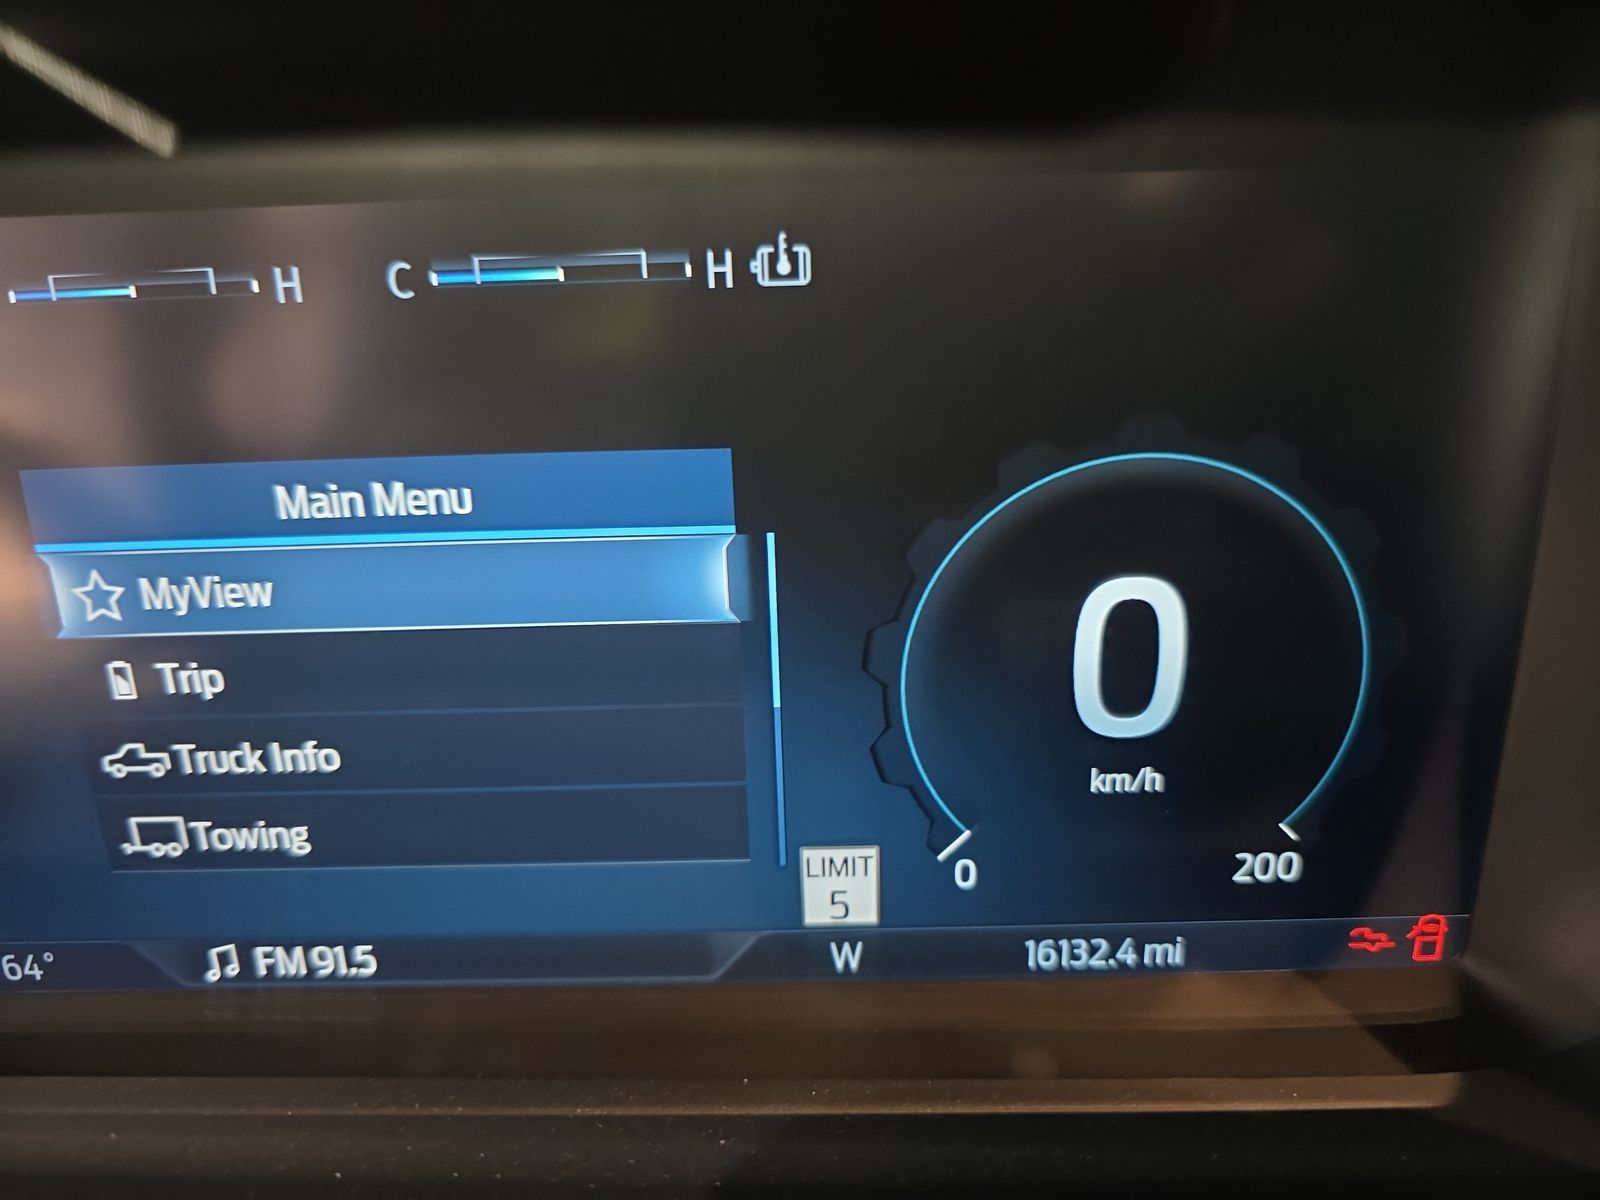 H
C H
Main Menu
MyView
Trip
Truck Info
Towing
0
km/h
0
200
LIMIT
5
64°
FM 91.5
W
16132.4 mi